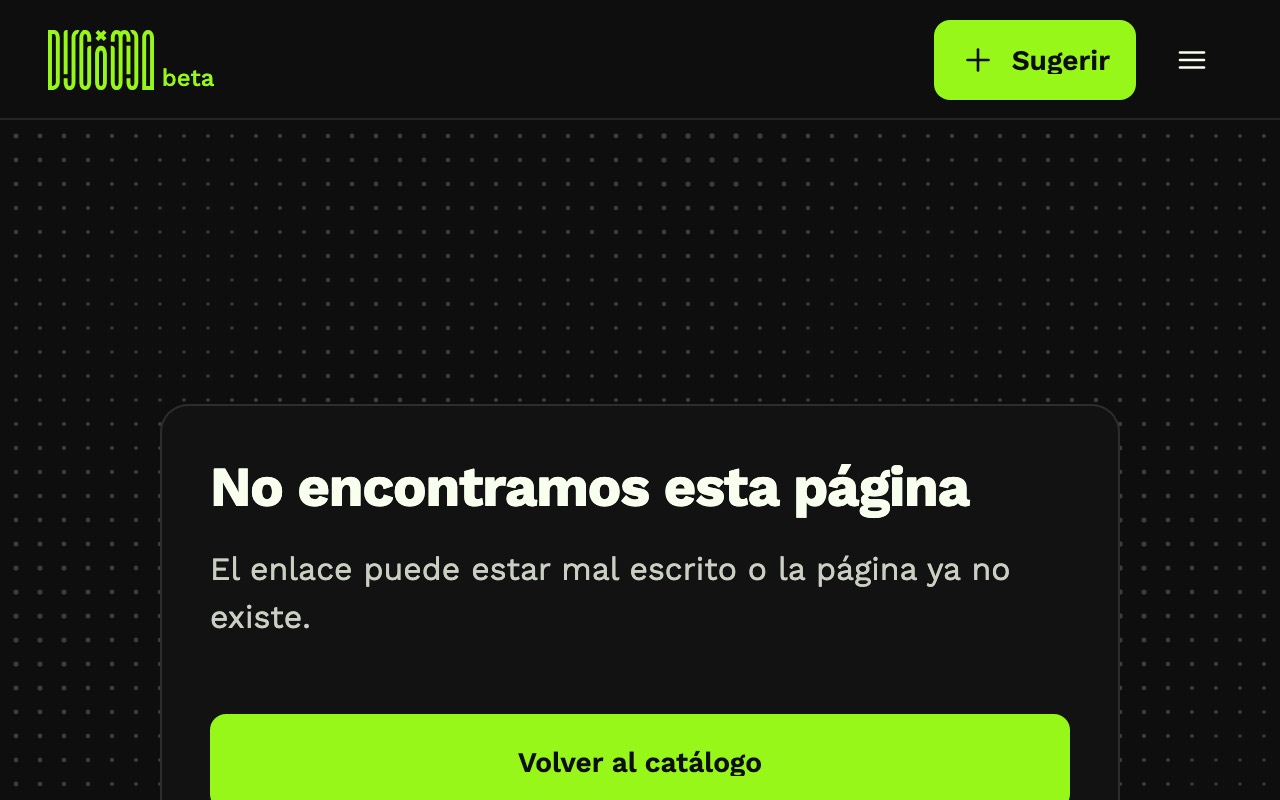 beta
Sugerir
No encontramos esta página
El enlace puede estar mal escrito o la página ya no
existe.
Volver al catálogo